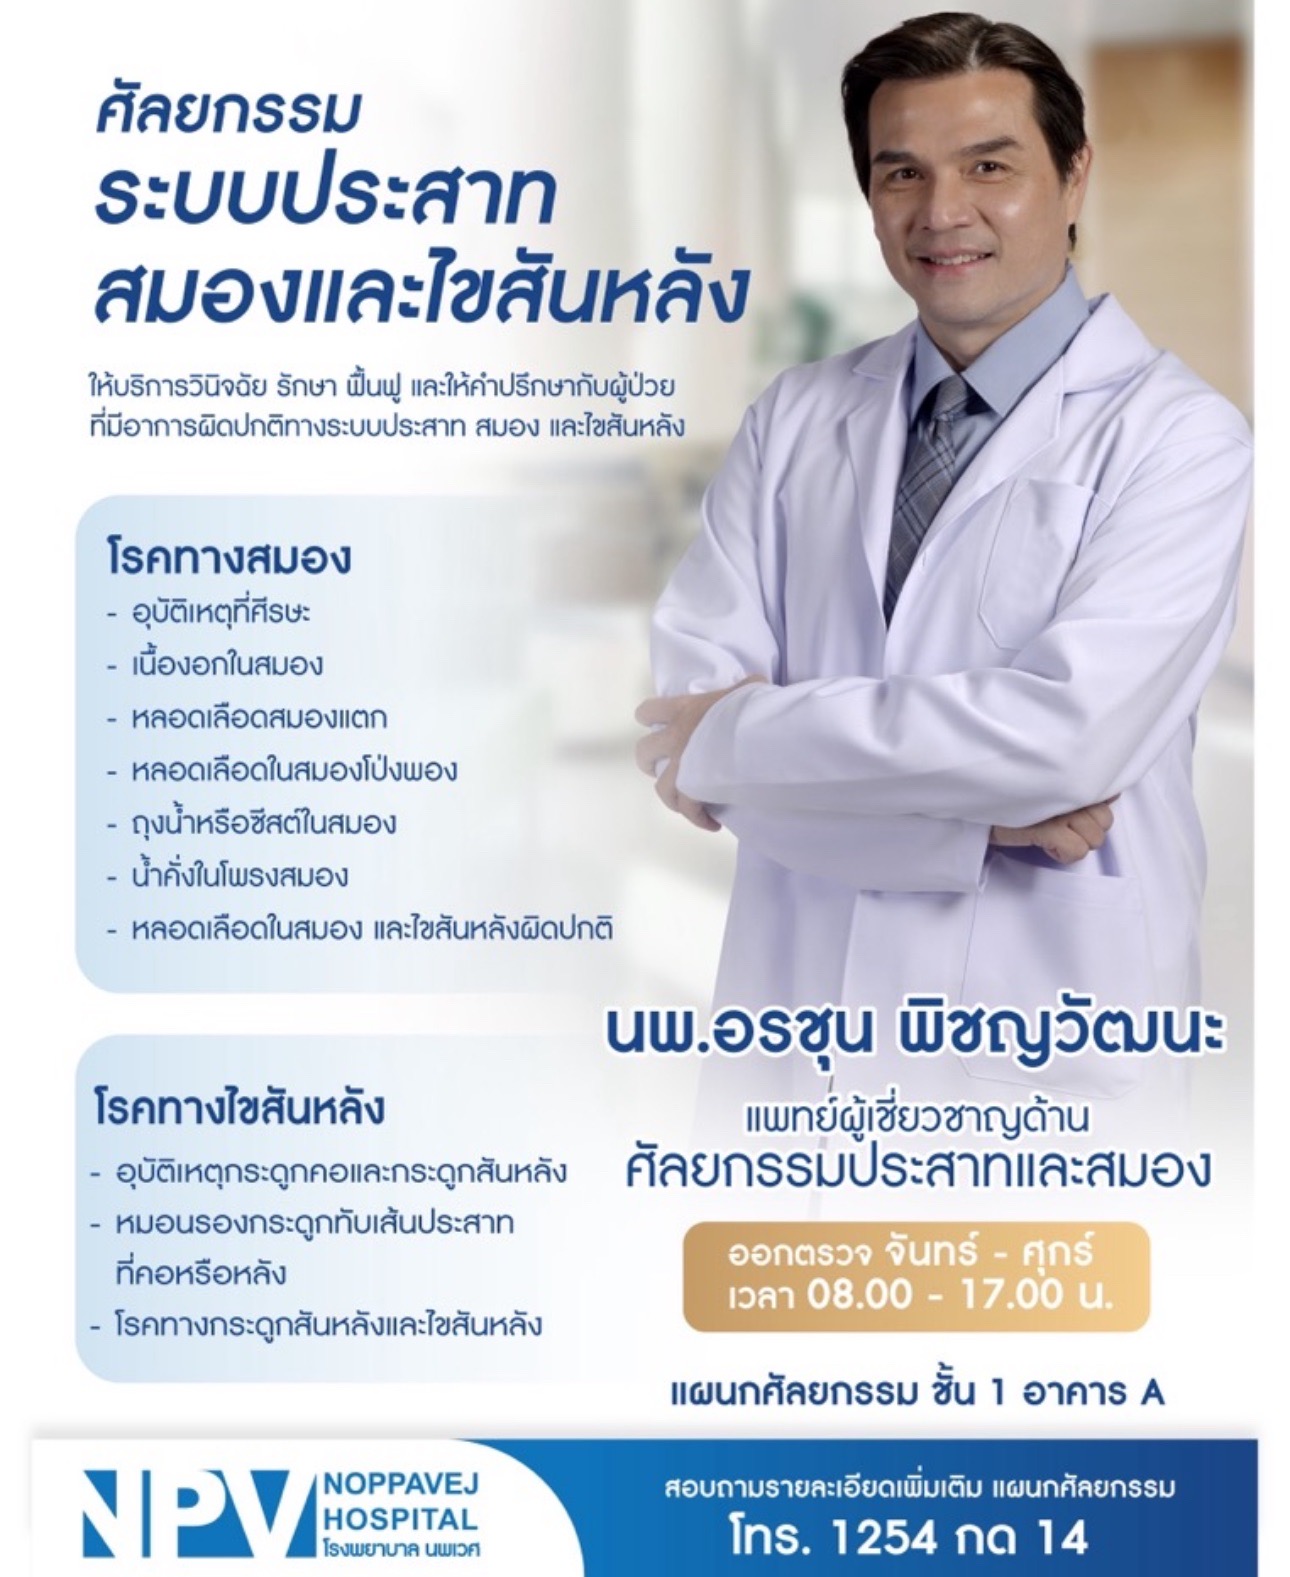 ศัลยกรรม
ระบบประสาท
สมองและไขสันหลัง
ให้บริการวินิจฉัย รักษา ฟื้นฟู และให้คำปรึกษากับผู้ป่วย
ที่มีอาการผิดปกติทางระบบประสาท สมอง และไขสันหลัง
โรคทางสมอง
- อุบัติเหตุที่ศีรษะ
- เนื้องอกในสมอง
- หลอดเลือดสมองแตก
- หลอดเลือดในสมองโป่งพอง
- ถุงน้ำหรือซีสต์ในสมอง
- น้ำคั่งในโพรงสมอง
- หลอดเลือดในสมอง และไขสันหลังผิดปกติ
โรคทางไขสันหลัง
- อุบัติเหตุกระดูกคอและกระดูกสันหลัง
- หมอนรองกระดูกทับเส้นประสาท
ที่คอหรือหลัง
- โรคทางกระดูกสันหลังและไขสันหลัง
นพ.อรชุน พิชญวัฒนะ
แพทย์ผู้เชี่ยวชาญด้าน
ศัลยกรรมประสาทและสมอง
ออกตรวจ จันทร์ - ศุกร์
เวลา 08.00 - 17.00 น.
แผนกศัลยกรรม ชั้น 1 อาคาร A
NPV
NOPPAVEJ
HOSPITAL
โรงพยาบาล นพเวศ
สอบถามรายละเอียดเพิ่มเติม แผนกศัลยกรรม
โทร. 1254 กด 14